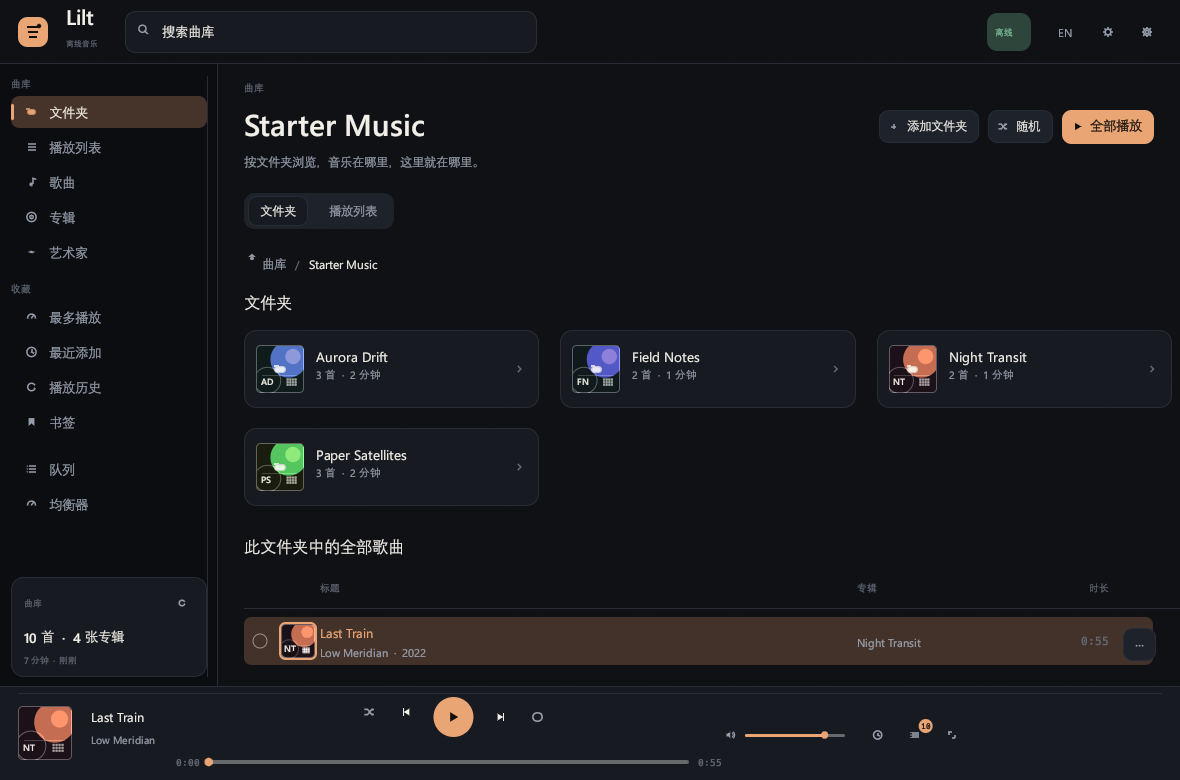 Lilt
离线音乐
搜索曲库
离线
EN
曲库
文件夹
播放列表
歌曲
专辑
艺术家
收藏
最多播放
最近添加
播放历史
书签
队列
均衡器
曲库
10 首 · 4 张专辑
7 分钟 · 刚刚
曲库
Starter Music
添加文件夹
随机
全部播放
按文件夹浏览，音乐在哪里，这里就在哪里。
文件夹
播放列表
曲库 / Starter Music
文件夹
AD
Aurora Drift
3 首 · 2 分钟
FN
Field Notes
2 首 · 1 分钟
NT
Night Transit
2 首 · 1 分钟
PS
Paper Satellites
3 首 · 2 分钟
此文件夹中的全部歌曲
标题 专辑 时长
NT
Last Train
Low Meridian · 2022
Night Transit
0:55
NT
Last Train
Low Meridian
0:00
0:55
10